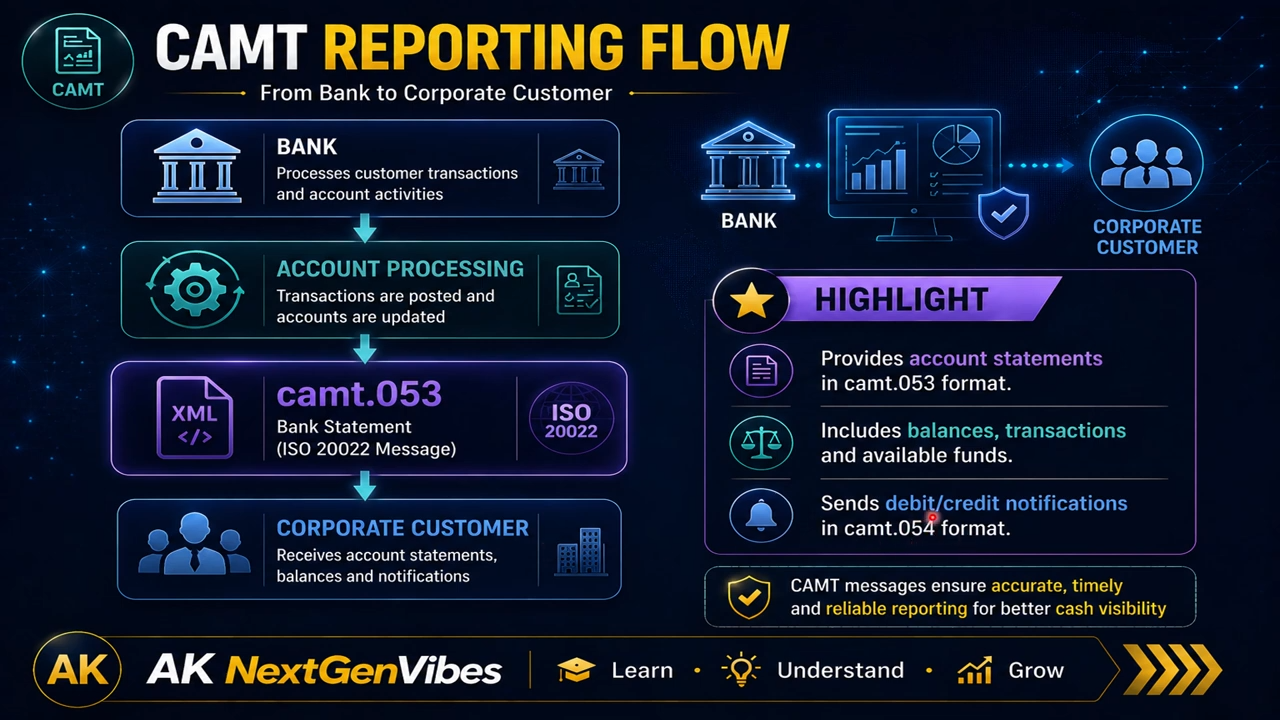 CAMT
CAMT REPORTING FLOW
From Bank to Corporate Customer
BANK
Processes customer transactions
and account activities
ACCOUNT PROCESSING
Transactions are posted and
accounts are updated
XML
</>
camt.053
Bank Statement
(ISO 20022 Message)
ISO
20022
CORPORATE CUSTOMER
Receives account statements,
balances and notifications
BANK
CORPORATE
CUSTOMER
HIGHLIGHT
Provides account statements
in camt.053 format.
Includes balances, transactions
and available funds.
Sends debit/credit notifications
in camt.054 format.
CAMT messages ensure accurate, timely
and reliable reporting for better cash visibility
AK
AK NextGenVibes
Learn • Understand • Grow